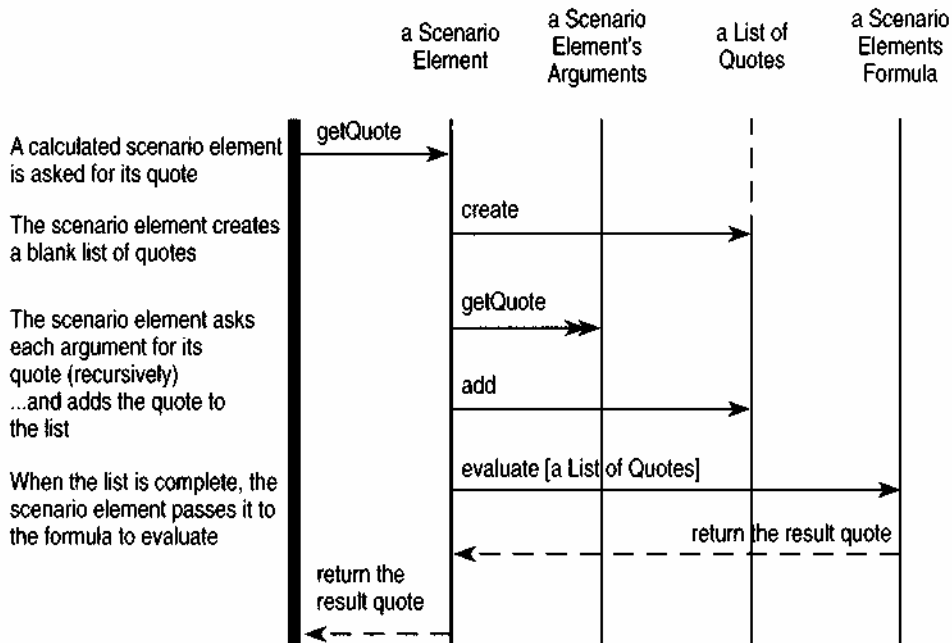 a Scenario
Element
a Scenario
Element's
Arguments
a List of
Quotes
a Scenario
Elements
Formula
A calculated scenario element
is asked for its quote
getQuote
The scenario element creates
a blank list of quotes
create
The scenario element asks
each argument for its
quote (recursively)
...and adds the quote to
the list
getQuote
add
When the list is complete, the
scenario element passes it to
the formula to evaluate
evaluate [a List of Quotes]
return the result quote
return the
result quote